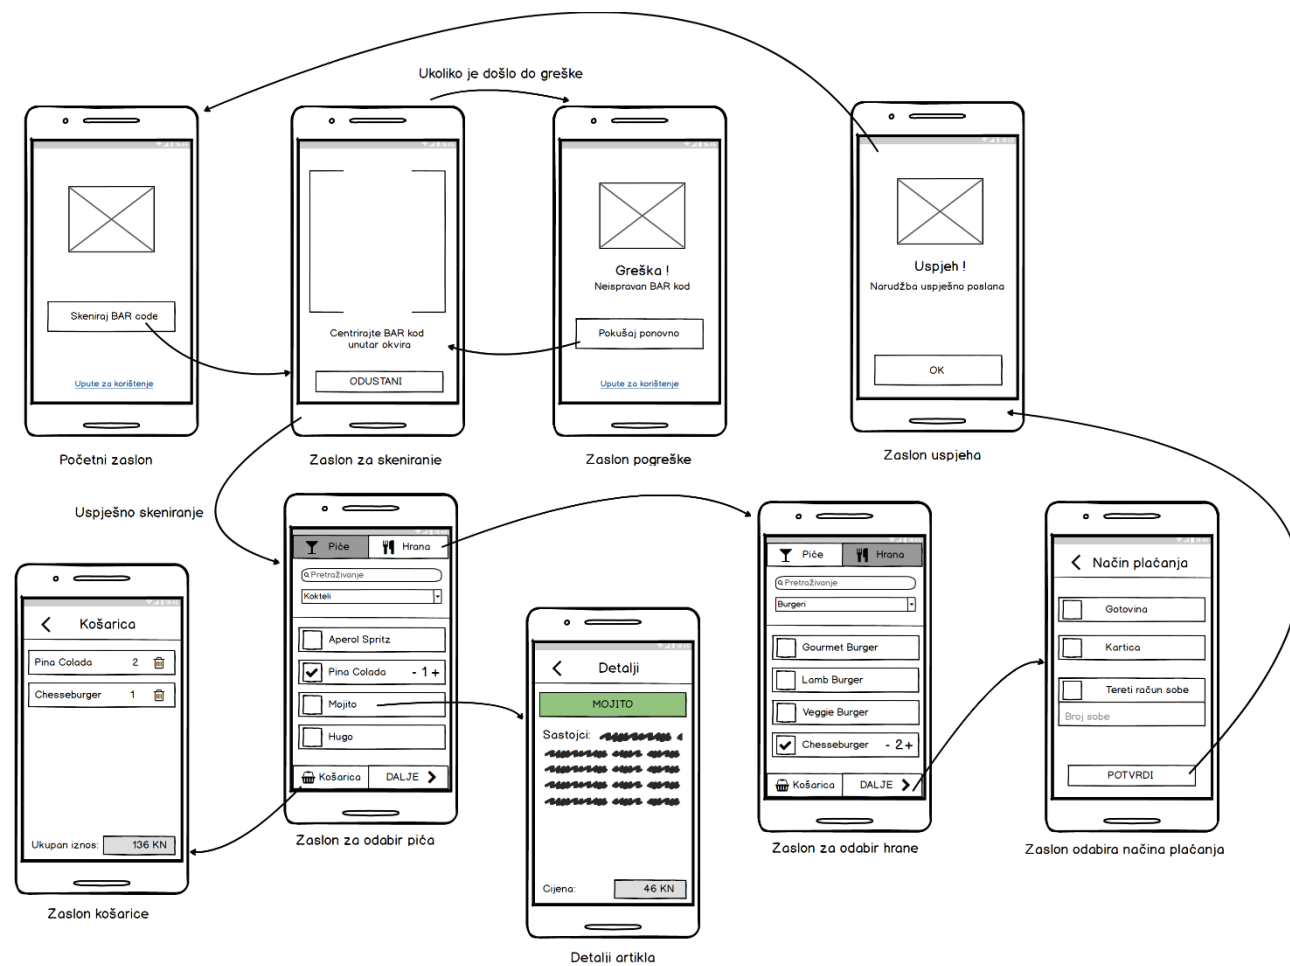 Ukoliko je došlo do greške
Skeniraj BAR code
Upute za korištenje
Početni zaslon
Centrirajte BAR kod
unutar okvira
ODUSTANI
Zaslon za skeniranje
Greška !
Neispravan BAR kod
Pokušaj ponovno
Upute za korištenje
Zaslon pogreške
Uspjeh !
Narudžba uspješno poslana
OK
Zaslon uspjeha
Uspješno skeniranje
Košarica
Pina Colada 2
Chesseburger 1
Ukupan iznos: 136 KN
Zaslon košarice
Piće Hrana
Pretraživanje
Kokteli
Aperol Spritz
Pina Colada - 1 +
Mojito
Hugo
Košarica DALJE
Zaslon za odabir pića
Detalji
MOJITO
Sastojci:
Cijena: 46 KN
Detalji artikla
Piće Hrana
Pretraživanje
Burgeri
Gourmet Burger
Lamb Burger
Veggie Burger
Chesseburger - 2 +
Košarica DALJE
Zaslon za odabir hrane
Način plaćanja
Gotovina
Kartica
Tereti račun sobe
Broj sobe
POTVRDI
Zaslon odabira načina plaćanja